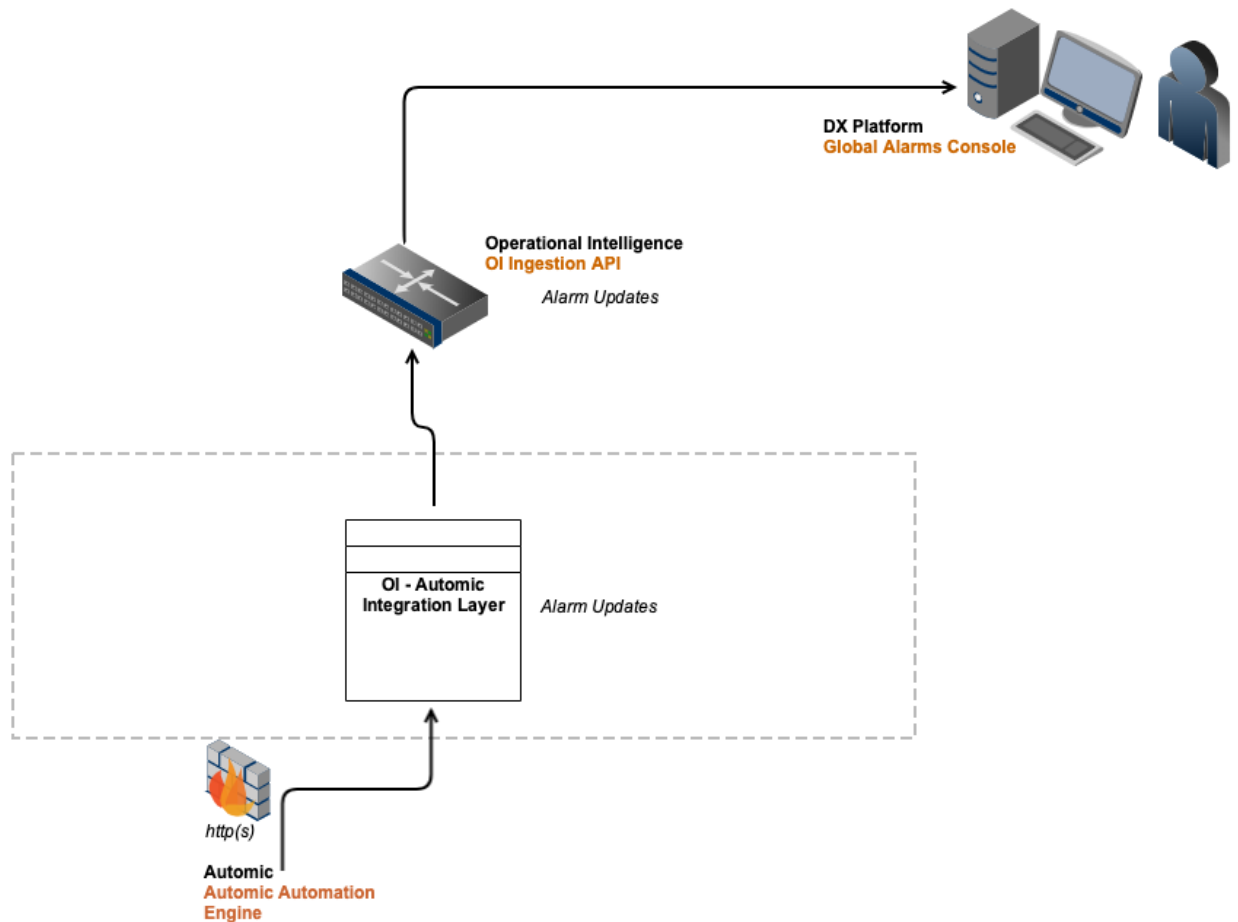 DX Platform
Global Alarms Console
Operational Intelligence
OI Ingestion API
Alarm Updates
OI - Automic
Integration Layer
Alarm Updates
http(s)
Automic
Automic Automation
Engine